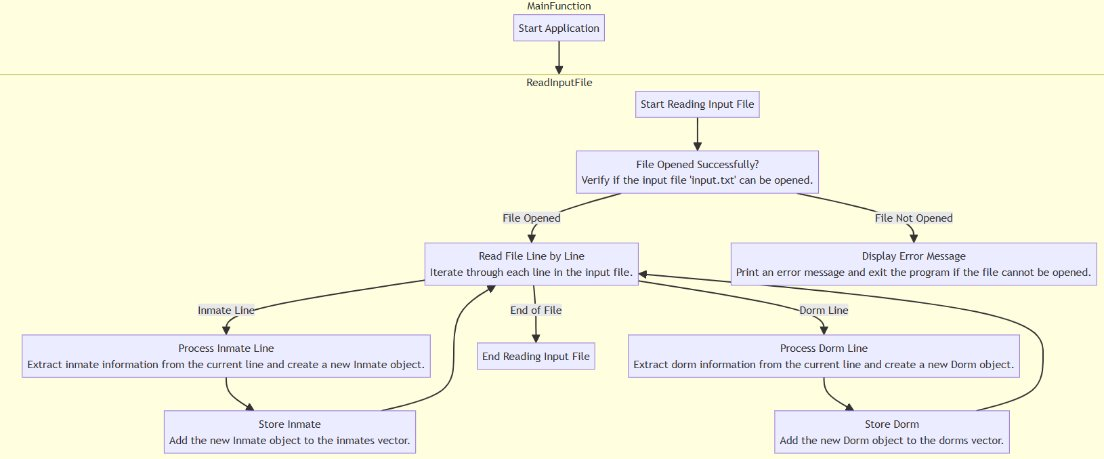 MainFunction
Start Application
ReadInputFile
Start Reading Input File
File Opened Successfully?
Verify if the input file 'input.txt' can be opened.
File Opened
File Not Opened
Read File Line by Line
Iterate through each line in the input file.
Display Error Message
Print an error message and exit the program if the file cannot be opened.
Inmate Line
End of File
Dorm Line
Process Inmate Line
Extract inmate information from the current line and create a new Inmate object.
End Reading Input File
Process Dorm Line
Extract dorm information from the current line and create a new Dorm object.
Store Inmate
Add the new Inmate object to the inmates vector.
Store Dorm
Add the new Dorm object to the dorms vector.